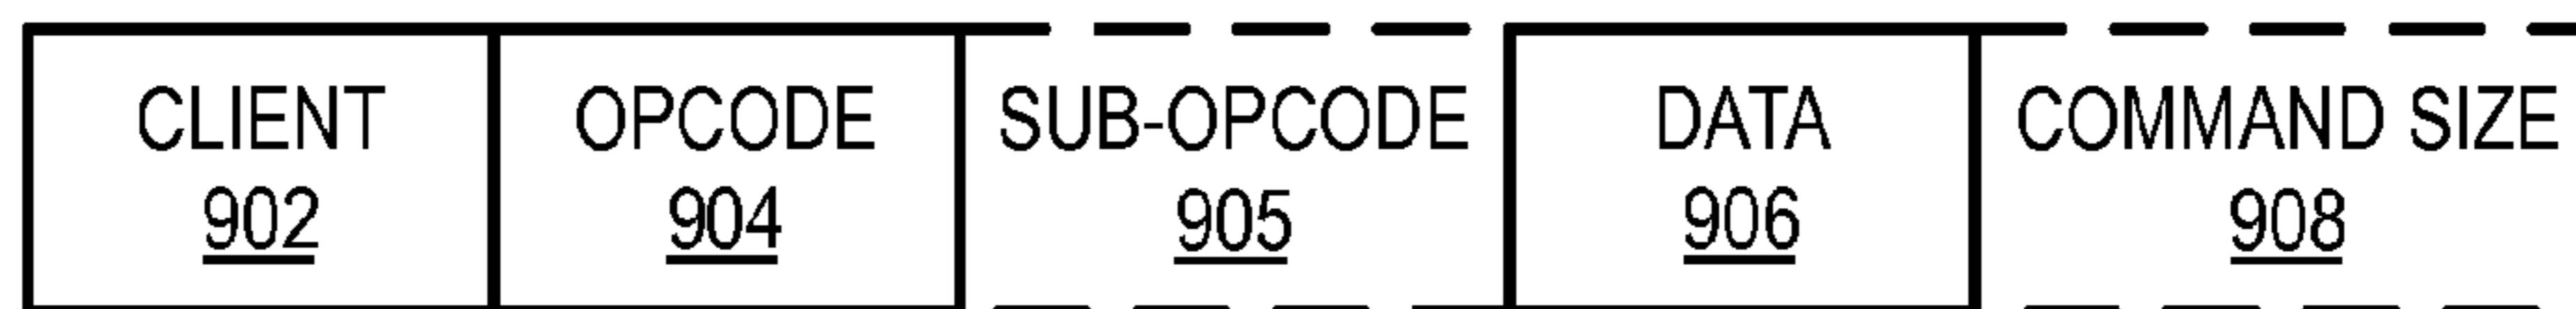 CLIENT OPCODE SUB-OPCODE DATA COMMAND SIZE
902 904 905 906 908